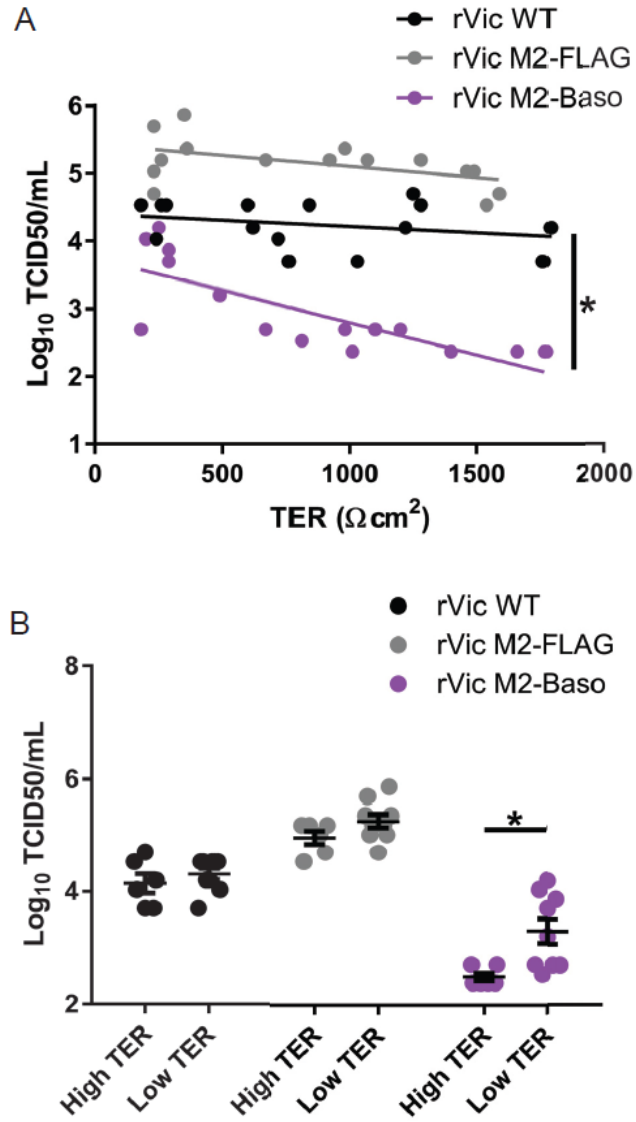 A
rVic WT
rVic M2-FLAG
rVic M2-Baso
6
5
4
3
2
1
Log10 TCID50/mL
*
0
500
1000
1500
2000
TER (Ω cm2)
B
rVic WT
rVic M2-FLAG
rVic M2-Baso
8
6
4
2
Log10 TCID50/mL
*
High TER
Low TER
High TER
Low TER
High TER
Low TER